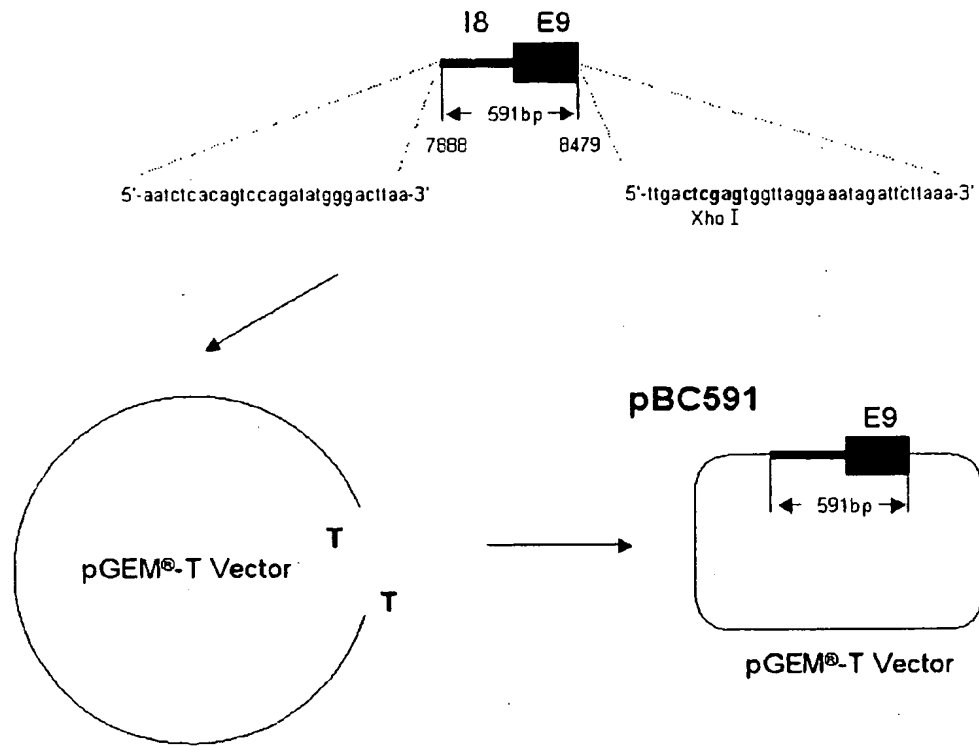 I8 E9
591bp
7888 8479
5'-aatctcacagtccagatatgggacttaa-3' 5'-ttgactcgagtggttaggaaatagattcttaaa-3'
Xho I
pBC591
E9
T
591bp
pGEM®-T Vector
T
pGEM®-T Vector